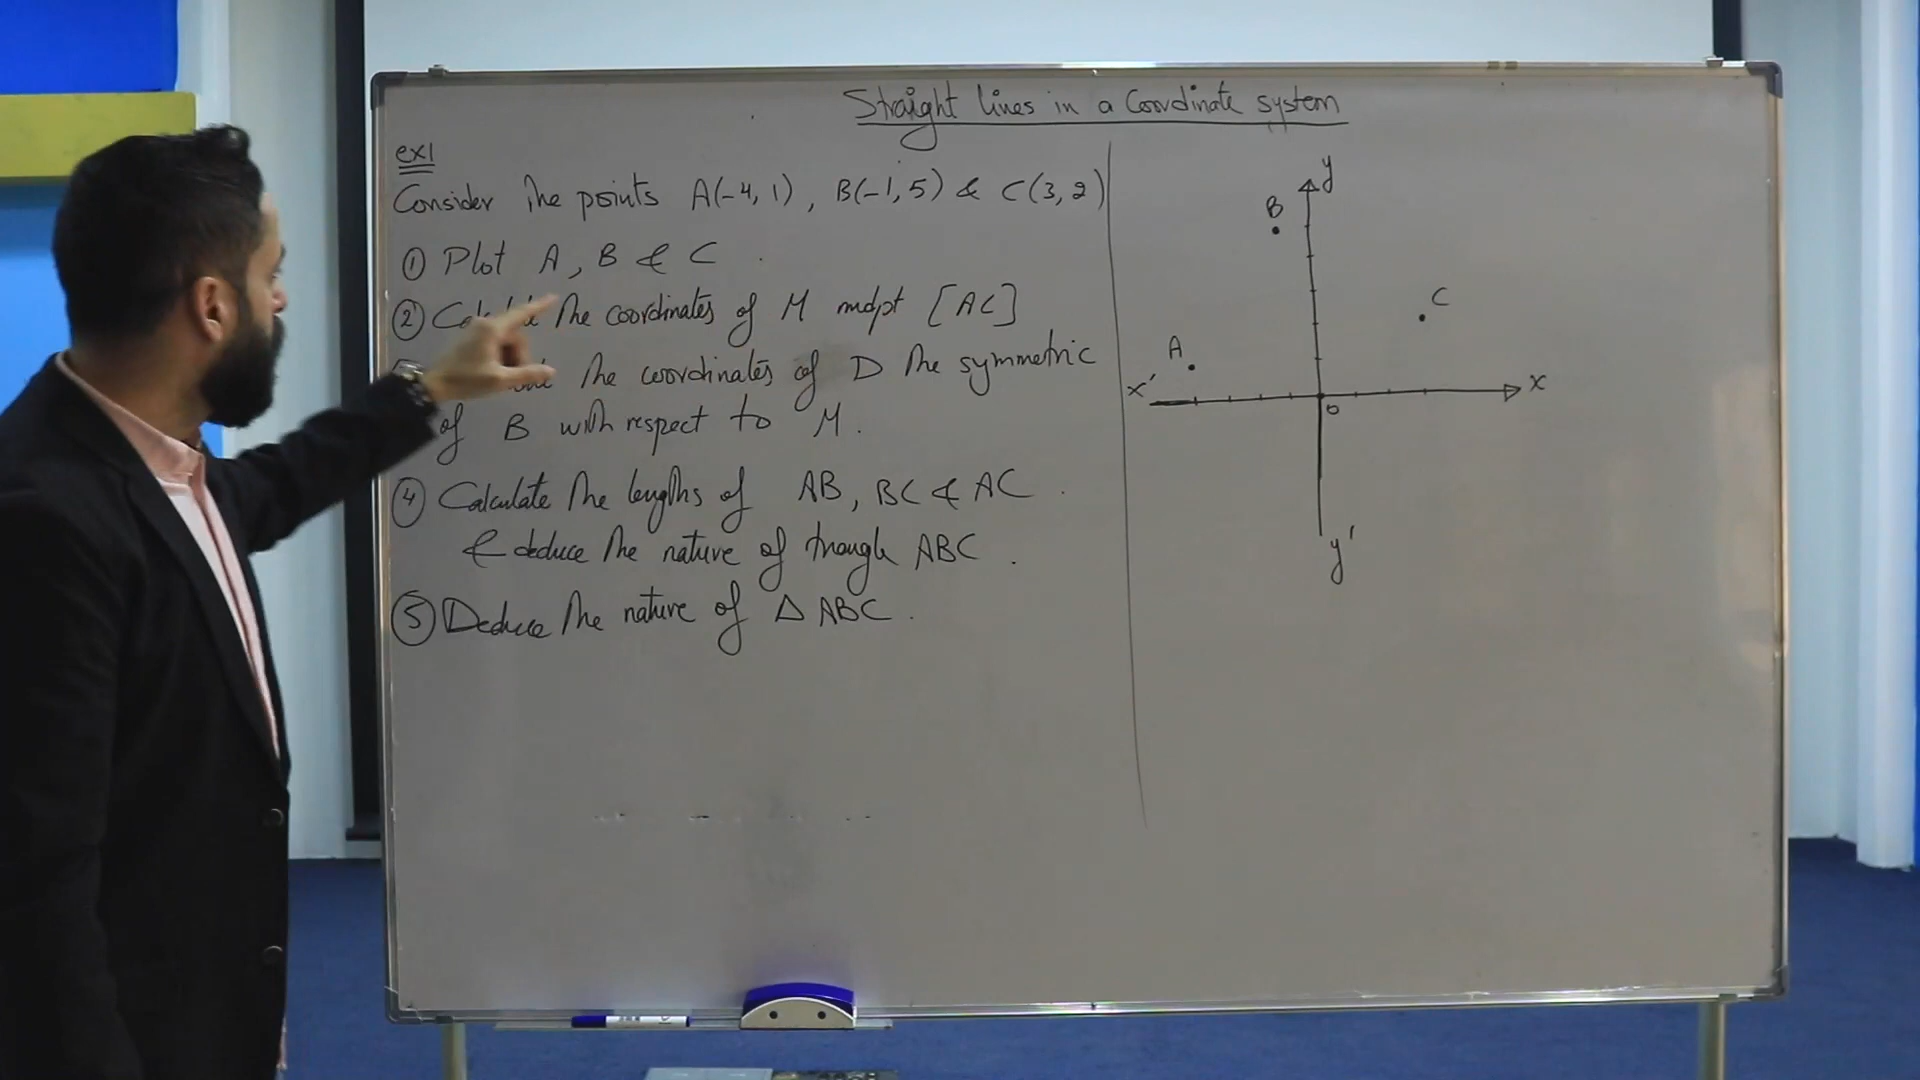 Straight lines in a Coordinate system
ex1
Consider the points A(-4, 1), B(-1, 5) & C(3, 2)
① Plot A, B & C .
② the coordinates of M mdpt [AC]
the coordinates of D the symmetric
of B with respect to M.
④ Calculate the lengths of AB, BC & AC .
& deduce the nature of triangle ABC .
⑤ Deduce the nature of △ ABC .
y
B
C
A
x'
x
o
y'